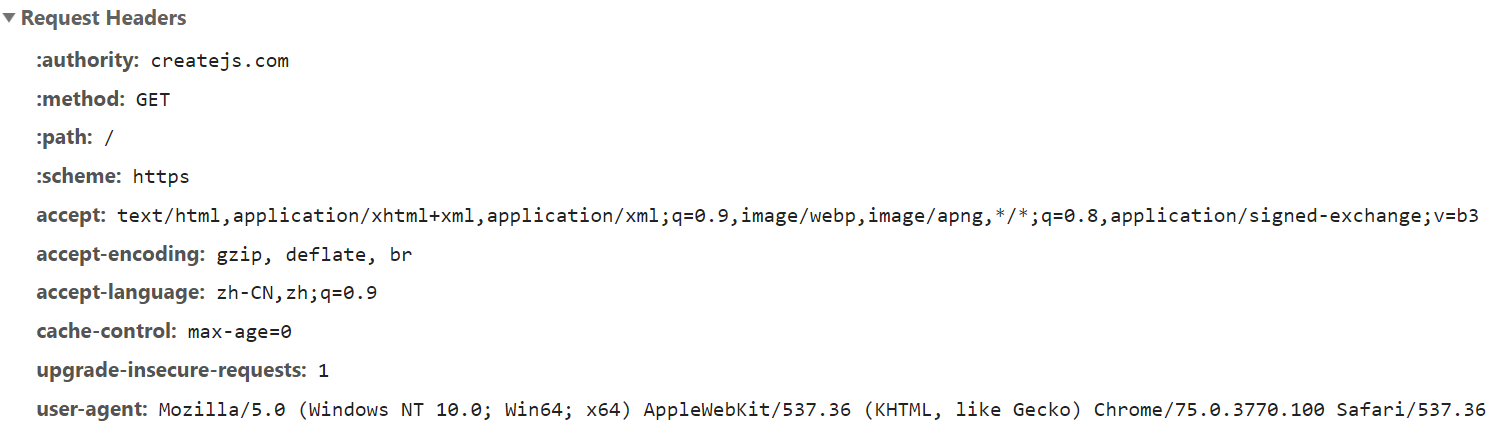 Request Headers
:authority: createjs.com
:method: GET
:path: /
:scheme: https
accept: text/html,application/xhtml+xml,application/xml;q=0.9,image/webp,image/apng,*/*;q=0.8,application/signed-exchange;v=b3
accept-encoding: gzip, deflate, br
accept-language: zh-CN,zh;q=0.9
cache-control: max-age=0
upgrade-insecure-requests: 1
user-agent: Mozilla/5.0 (Windows NT 10.0; Win64; x64) AppleWebKit/537.36 (KHTML, like Gecko) Chrome/75.0.3770.100 Safari/537.36